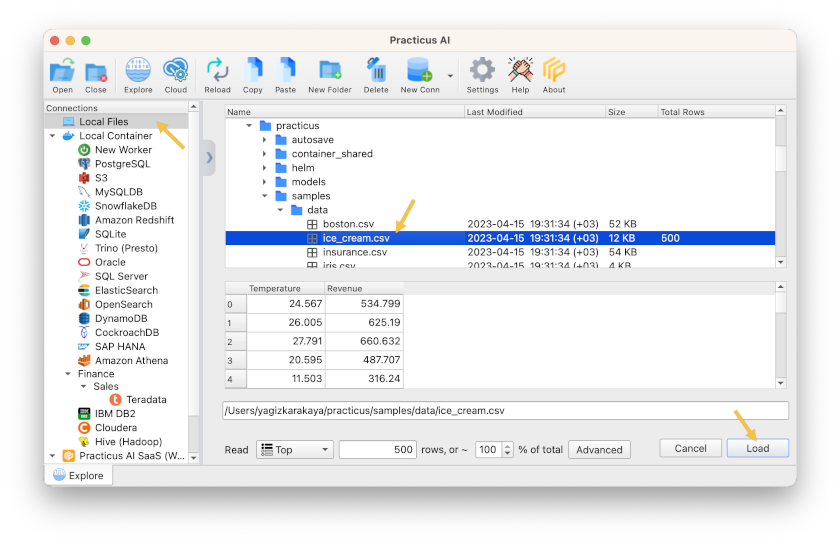 Practicus AI
Open Close Explore Cloud Reload Copy Paste New Folder Delete New Conn Settings Help About
Connections
Local Files
Local Container
New Worker
PostgreSQL
S3
MySQLDB
SnowflakeDB
Amazon Redshift
SQLite
Trino (Presto)
Oracle
SQL Server
ElasticSearch
OpenSearch
DynamoDB
CockroachDB
SAP HANA
Amazon Athena
Finance
Sales
Teradata
IBM DB2
Cloudera
Hive (Hadoop)
Practicus AI SaaS (W...
Name Last Modified Size Total Rows
practicus
autosave
container_shared
helm
models
samples
data
boston.csv 2023-04-15 19:31:34 (+03) 52 KB
ice_cream.csv 2023-04-15 19:31:34 (+03) 12 KB 500
insurance.csv 2023-04-15 19:31:34 (+03) 54 KB
iris.csv 2023-04-15 19:31:34 (+03) 4 KB
Temperature Revenue
0 24.567 534.799
1 26.005 625.19
2 27.791 660.632
3 20.595 487.707
4 11.503 316.24
/Users/yagizkarakaya/practicus/samples/data/ice_cream.csv
Read Top 500 rows, or ~ 100 % of total Advanced Cancel Load
Explore